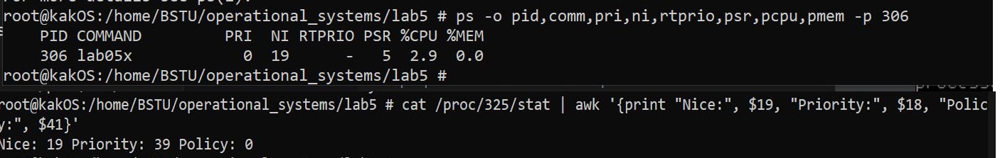 root@kakOS:/home/BSTU/operational_systems/lab5 # ps -o pid,comm,pri,ni,rtprio,psr,pcpu,pmem -p 306
PID COMMAND PRI NI RTPRIO PSR %CPU %MEM
306 lab05x 0 19 - 5 2.9 0.0
root@kakOS:/home/BSTU/operational_systems/lab5 #
root@kakOS:/home/BSTU/operational_systems/lab5 # cat /proc/325/stat | awk '{print "Nice:", $19, "Priority:", $18, "Polic
y:", $41}'
Nice: 19 Priority: 39 Policy: 0